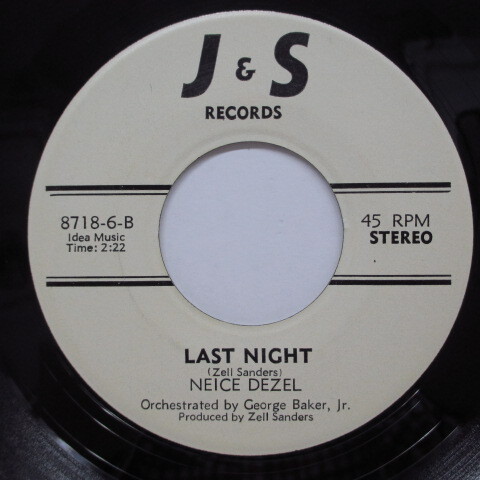 J & S
RECORDS
8718-6-B
Idea Music
Time: 2:22
45 RPM
STEREO
LAST NIGHT
(Zell Sanders)
NEICE DEZEL
Orchestrated by George Baker, Jr.
Produced by Zell Sanders